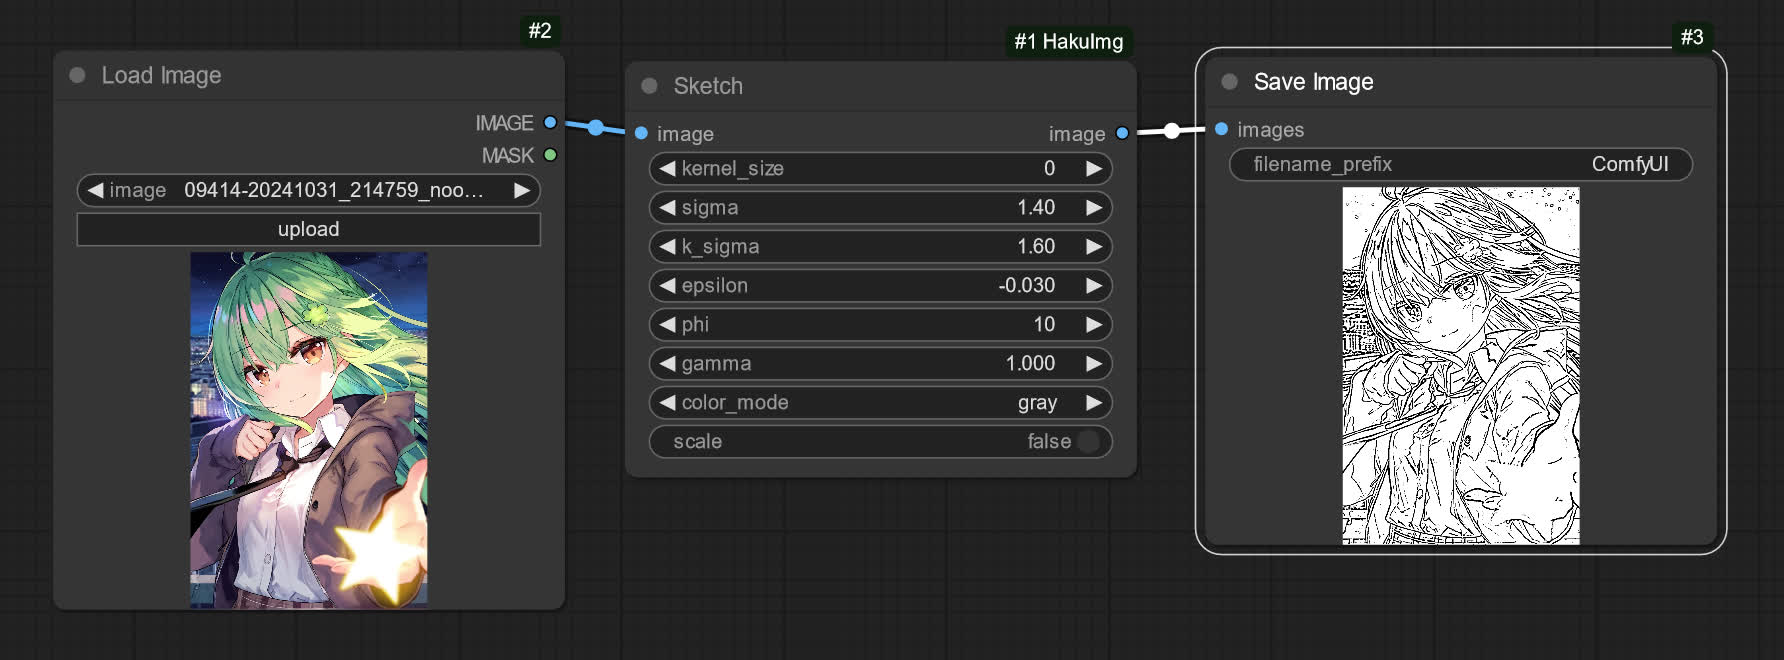 #2
Load Image
IMAGE
MASK
image 09414-20241031_214759_noo...
upload
#1 HakuImg
Sketch
image image
kernel_size 0
sigma 1.40
k_sigma 1.60
epsilon -0.030
phi 10
gamma 1.000
color_mode gray
scale false
#3
Save Image
images
filename_prefix ComfyUI